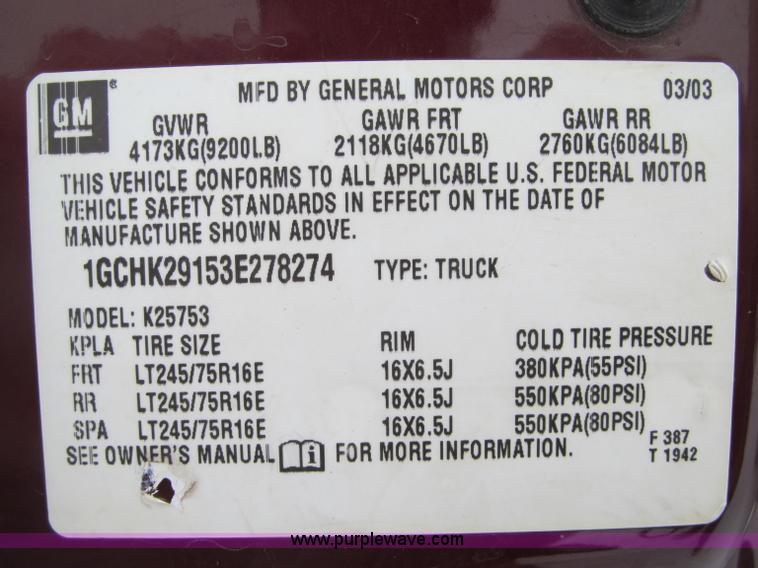 GM
MFD BY GENERAL MOTORS CORP 03/03
GVWR GAWR FRT GAWR RR
4173KG(9200LB) 2118KG(4670LB) 2760KG(6084LB)
THIS VEHICLE CONFORMS TO ALL APPLICABLE U.S. FEDERAL MOTOR
VEHICLE SAFETY STANDARDS IN EFFECT ON THE DATE OF
MANUFACTURE SHOWN ABOVE.
1GCHK29153E278274 TYPE: TRUCK
MODEL: K25753
KPLA TIRE SIZE RIM COLD TIRE PRESSURE
FRT LT245/75R16E 16X6.5J 380KPA(55PSI)
RR LT245/75R16E 16X6.5J 550KPA(80PSI)
SPA LT245/75R16E 16X6.5J 550KPA(80PSI)
SEE OWNER'S MANUAL i FOR MORE INFORMATION.
F 387
T 1942
www.purplewave.com